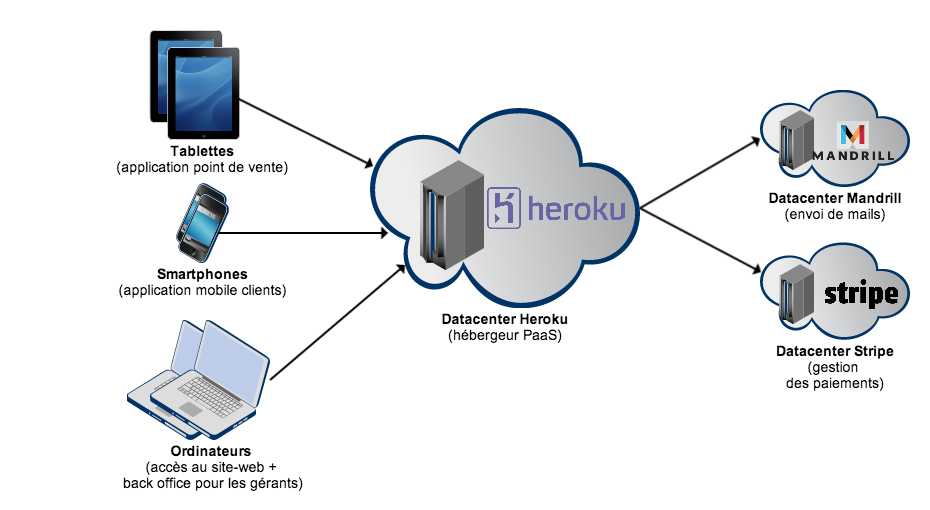 Tablettes
(application point de vente)
Smartphones
(application mobile clients)
Ordinateurs
(accès au site-web +
back office pour les gérants)
heroku
Datacenter Heroku
(hébergeur PaaS)
MANDRILL
Datacenter Mandrill
(envoi de mails)
stripe
Datacenter Stripe
(gestion
des paiements)